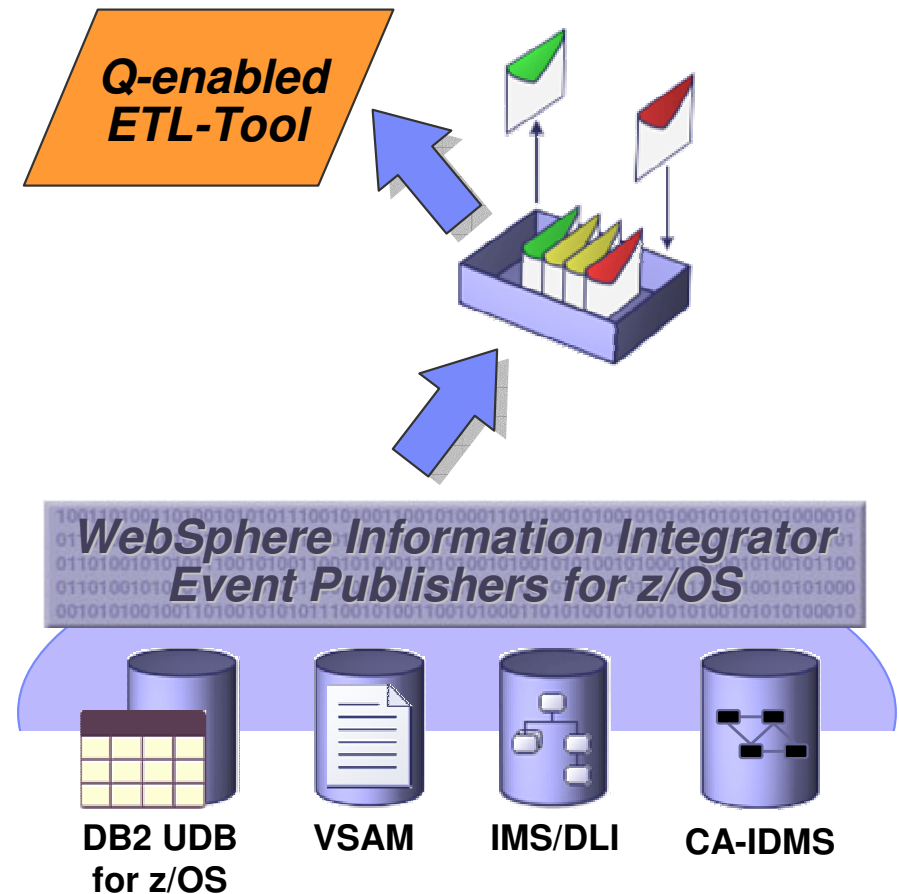 Q-enabled
ETL-Tool
WebSphere Information Integrator
Event Publishers for z/OS
DB2 UDB
for z/OS
VSAM
IMS/DLI
CA-IDMS